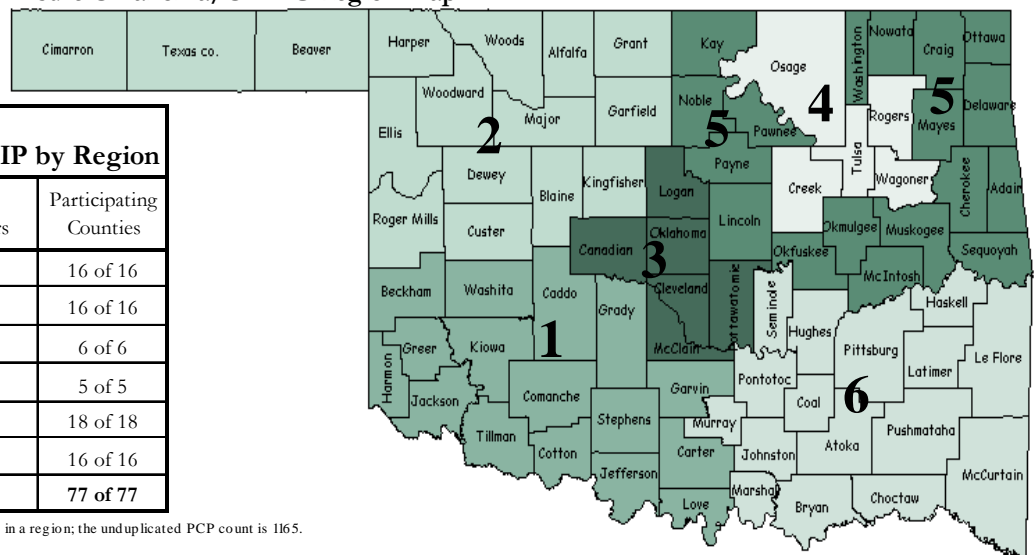 IP by Region
Participating
Counties
16 of 16
16 of 16
6 of 6
5 of 5
18 of 18
16 of 16
77 of 77
in a region; the unduplicated PCP count is 1165.
Cimarron
Texas co.
Beaver
Harper
Woods
Alfalfa
Grant
Kay
Osage
Washington
Nowata
Craig
Ottawa
Ellis
Woodward
2
Major
Garfield
Noble
5
Pawnee
4
Rogers
5
Mayes
Delaware
Roger Mills
Dewey
Blaine
Kingfisher
Logan
Payne
Creek
Tulsa
Wagoner
Cherokee
Adair
Custer
Canadian
3
Oklahoma
Lincoln
Okfuskee
Okmulgee
Muskogee
Sequoyah
Beckham
Washita
Caddo
Grady
Cleveland
ottawatomie
Seminole
Hughes
McIntosh
Haskell
Harmon
Greer
Kiowa
1
McClain
Pittsburg
Latimer
Le Flore
Jackson
Comanche
Garvin
Pontotoc
Coal
6
Tillman
Cotton
Stephens
Murray
Johnston
Atoka
Pushmataha
McCurtain
Jefferson
Carter
Love
Marsha
Bryan
Choctaw